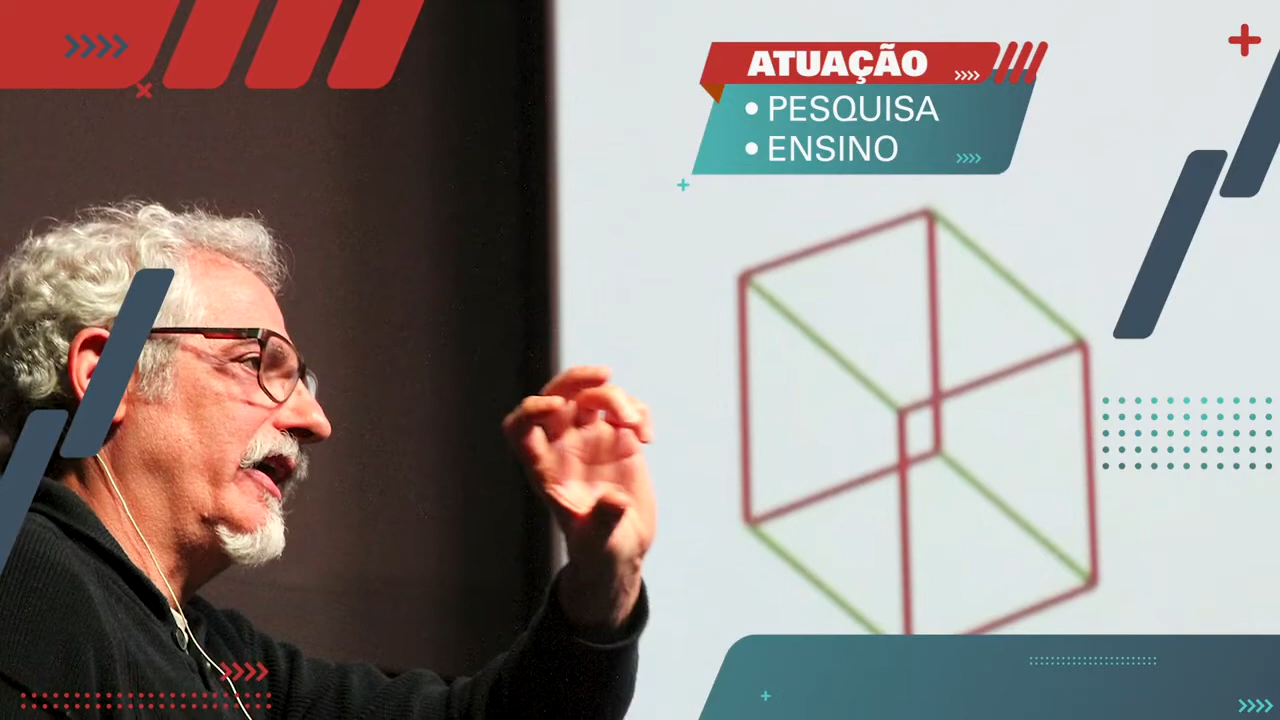 ATUAÇÃO
• PESQUISA
• ENSINO